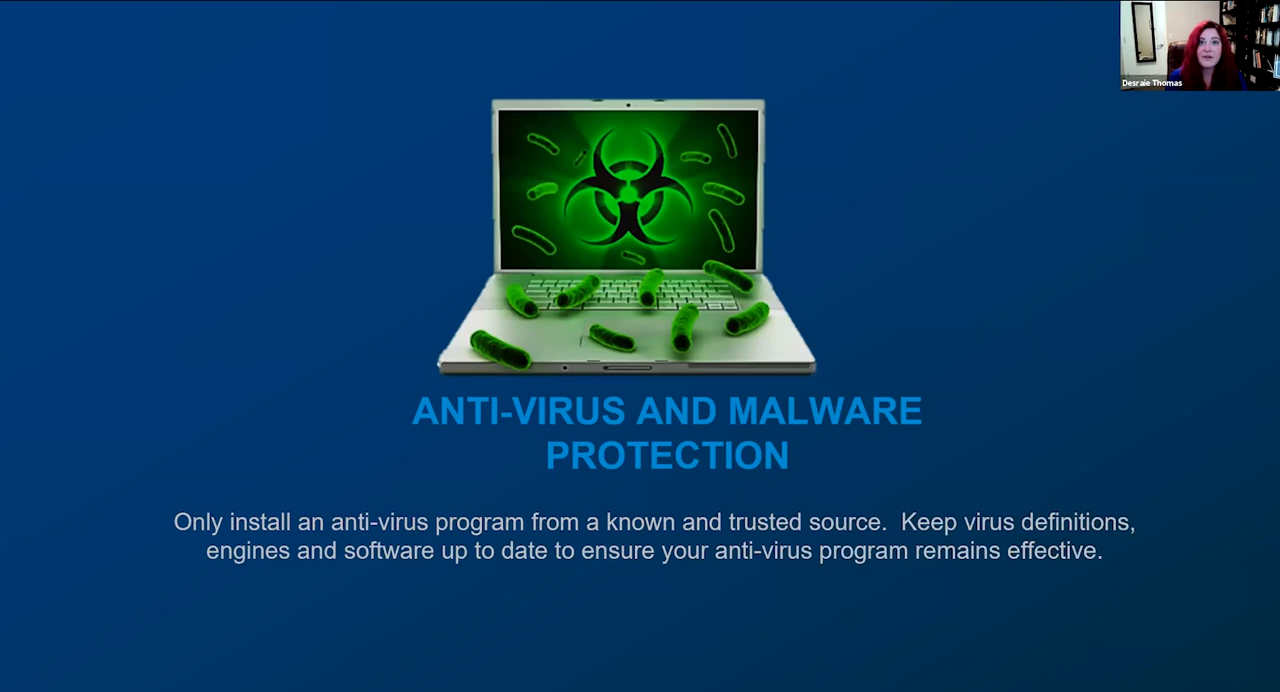 Desraie Thomas
ANTI-VIRUS AND MALWARE
PROTECTION
Only install an anti-virus program from a known and trusted source.  Keep virus definitions,
engines and software up to date to ensure your anti-virus program remains effective.